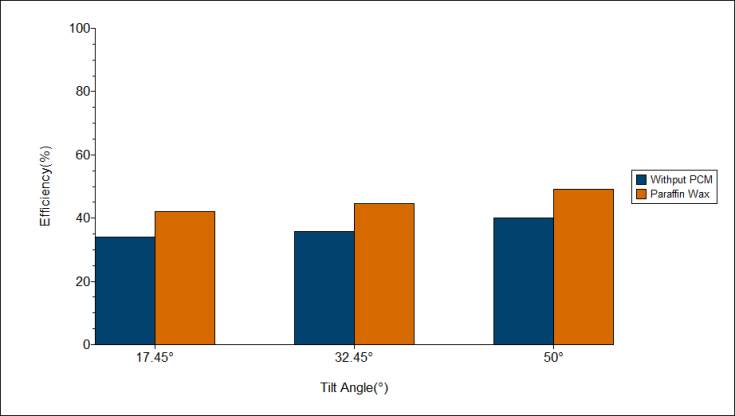 100
80
60
40
20
0
Efficiency(%)
17.45°
32.45°
50°
Tilt Angle(°)
Withput PCM
Paraffin Wax